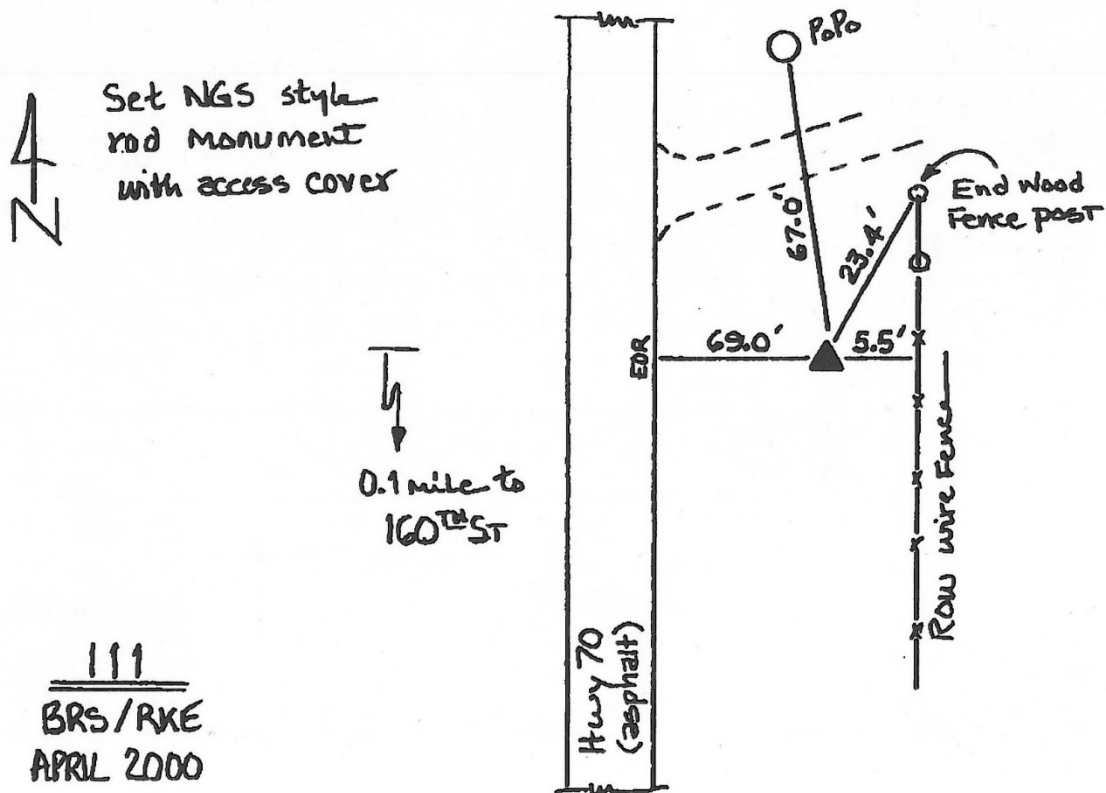 Set NGS style
rod monument
with access cover
N
PoPo
End Wood
Fence post
67.0'
23.4'
EOR
69.0'
5.5'
0.1 mile to
160TH ST
ROW wire Fence
Hwy 70
(asphalt)
111
BRS/RKE
APRIL 2000